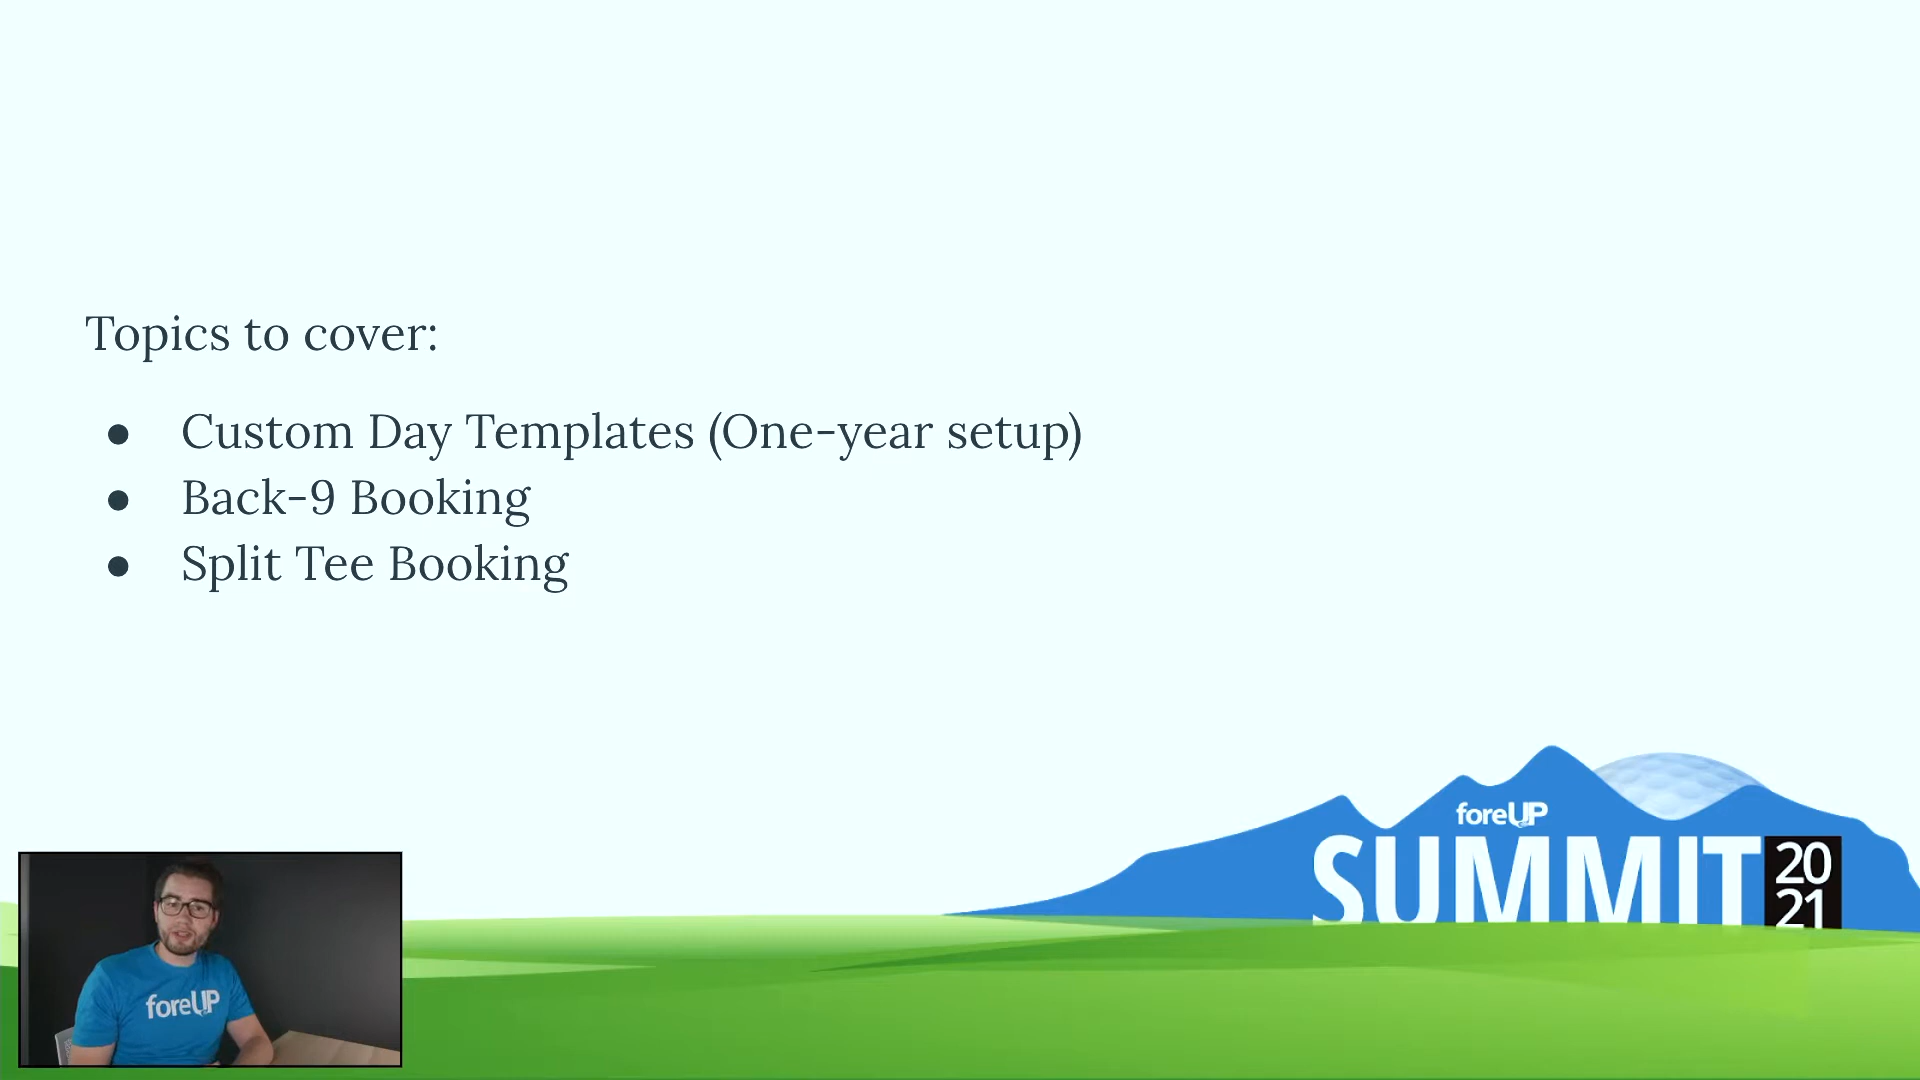 Topics to cover:
● Custom Day Templates (One-year setup)
● Back-9 Booking
● Split Tee Booking
foreUP
SUMMIT
20
21
foreUP